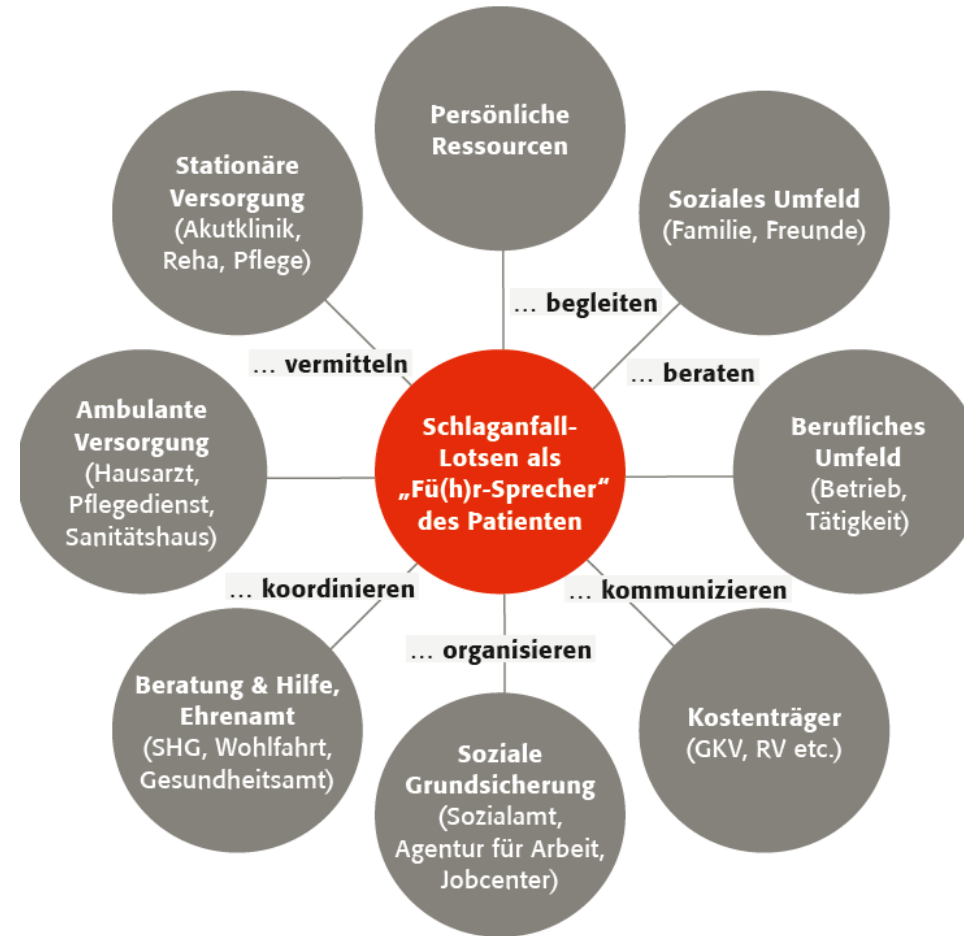 Persönliche
Ressourcen
Stationäre
Versorgung
(Akutklinik,
Reha, Pflege)
Soziales Umfeld
(Familie, Freunde)
… begleiten
… vermitteln
… beraten
Ambulante
Versorgung
(Hausarzt,
Pflegedienst,
Sanitätshaus)
Schlaganfall-
Lotsen als
„Fü(h)r-Sprecher“
des Patienten
Berufliches
Umfeld
(Betrieb,
Tätigkeit)
… koordinieren
… kommunizieren
… organisieren
Beratung & Hilfe,
Ehrenamt
(SHG, Wohlfahrt,
Gesundheitsamt)
Soziale
Grundsicherung
(Sozialamt,
Agentur für Arbeit,
Jobcenter)
Kostenträger
(GKV, RV etc.)